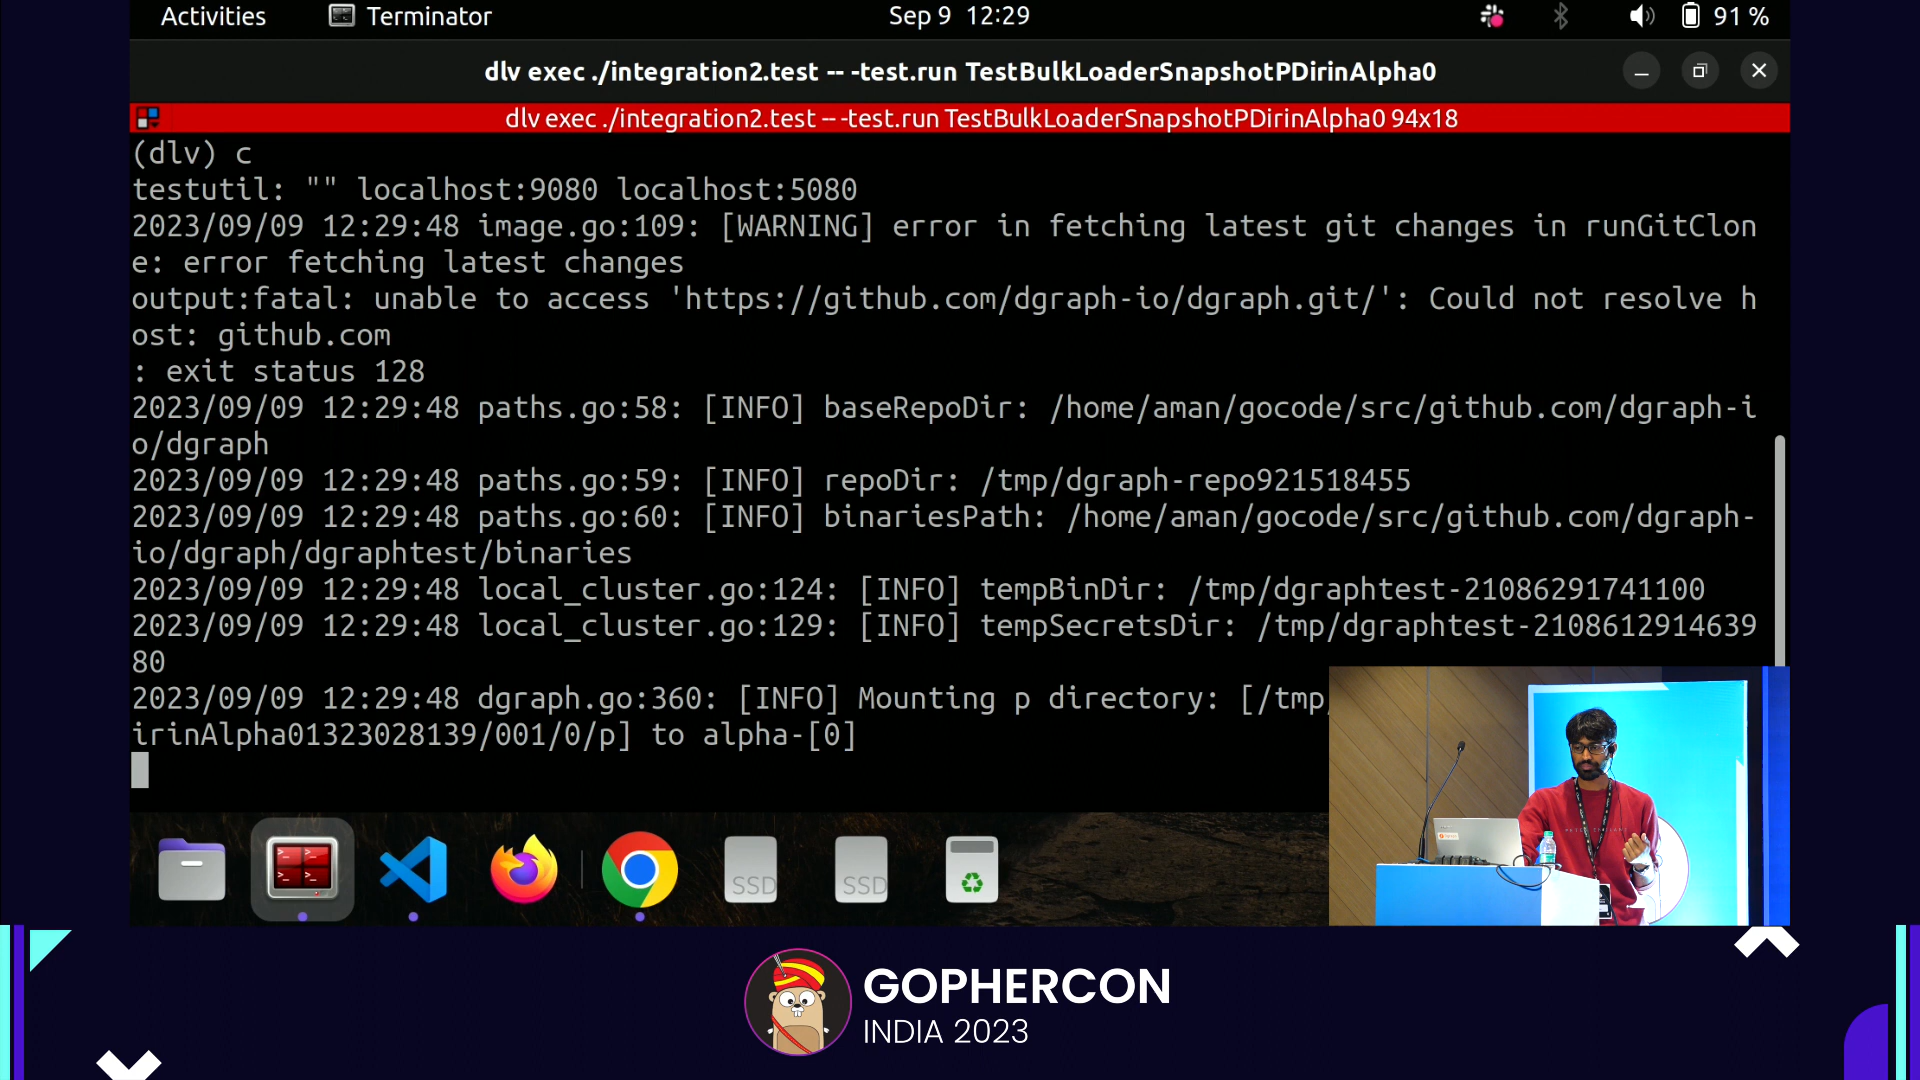 Activities
Terminator
Sep 9 12:29
91 %
dlv exec ./integration2.test -- -test.run TestBulkLoaderSnapshotPDirinAlpha0
dlv exec ./integration2.test -- -test.run TestBulkLoaderSnapshotPDirinAlpha0 94x18
(dlv) c
testutil: "" localhost:9080 localhost:5080
2023/09/09 12:29:48 image.go:109: [WARNING] error in fetching latest git changes in runGitClon
e: error fetching latest changes
output:fatal: unable to access 'https://github.com/dgraph-io/dgraph.git/': Could not resolve h
ost: github.com
: exit status 128
2023/09/09 12:29:48 paths.go:58: [INFO] baseRepoDir: /home/aman/gocode/src/github.com/dgraph-i
o/dgraph
2023/09/09 12:29:48 paths.go:59: [INFO] repoDir: /tmp/dgraph-repo921518455
2023/09/09 12:29:48 paths.go:60: [INFO] binariesPath: /home/aman/gocode/src/github.com/dgraph-
io/dgraph/dgraphtest/binaries
2023/09/09 12:29:48 local_cluster.go:124: [INFO] tempBinDir: /tmp/dgraphtest-21086291741100
2023/09/09 12:29:48 local_cluster.go:129: [INFO] tempSecretsDir: /tmp/dgraphtest-2108612914639
80
2023/09/09 12:29:48 dgraph.go:360: [INFO] Mounting p directory: [/tmp/
irinAlpha01323028139/001/0/p] to alpha-[0]
SSD
SSD
GOPHERCON
INDIA 2023